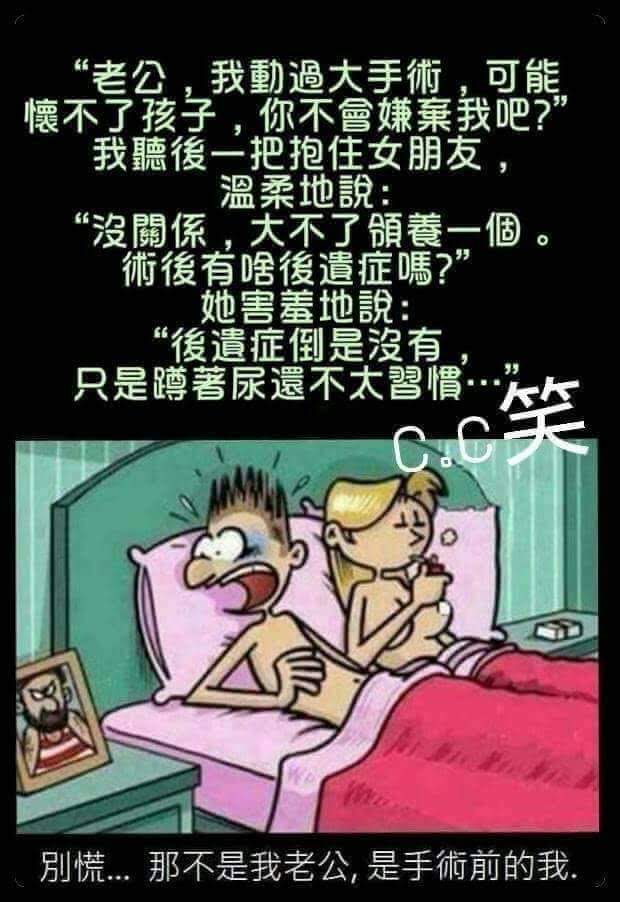 “老公，我動過大手術，可能
懷不了孩子，你不會嫌棄我吧?”
我聽後一把抱住女朋友，
溫柔地說:
“沒關係，大不了領養一個。
術後有啥後遺症嗎?”
她害羞地說:
“後遺症倒是沒有，
只是蹲著尿還不太習慣…”
C.C笑
別慌... 那不是我老公, 是手術前的我.